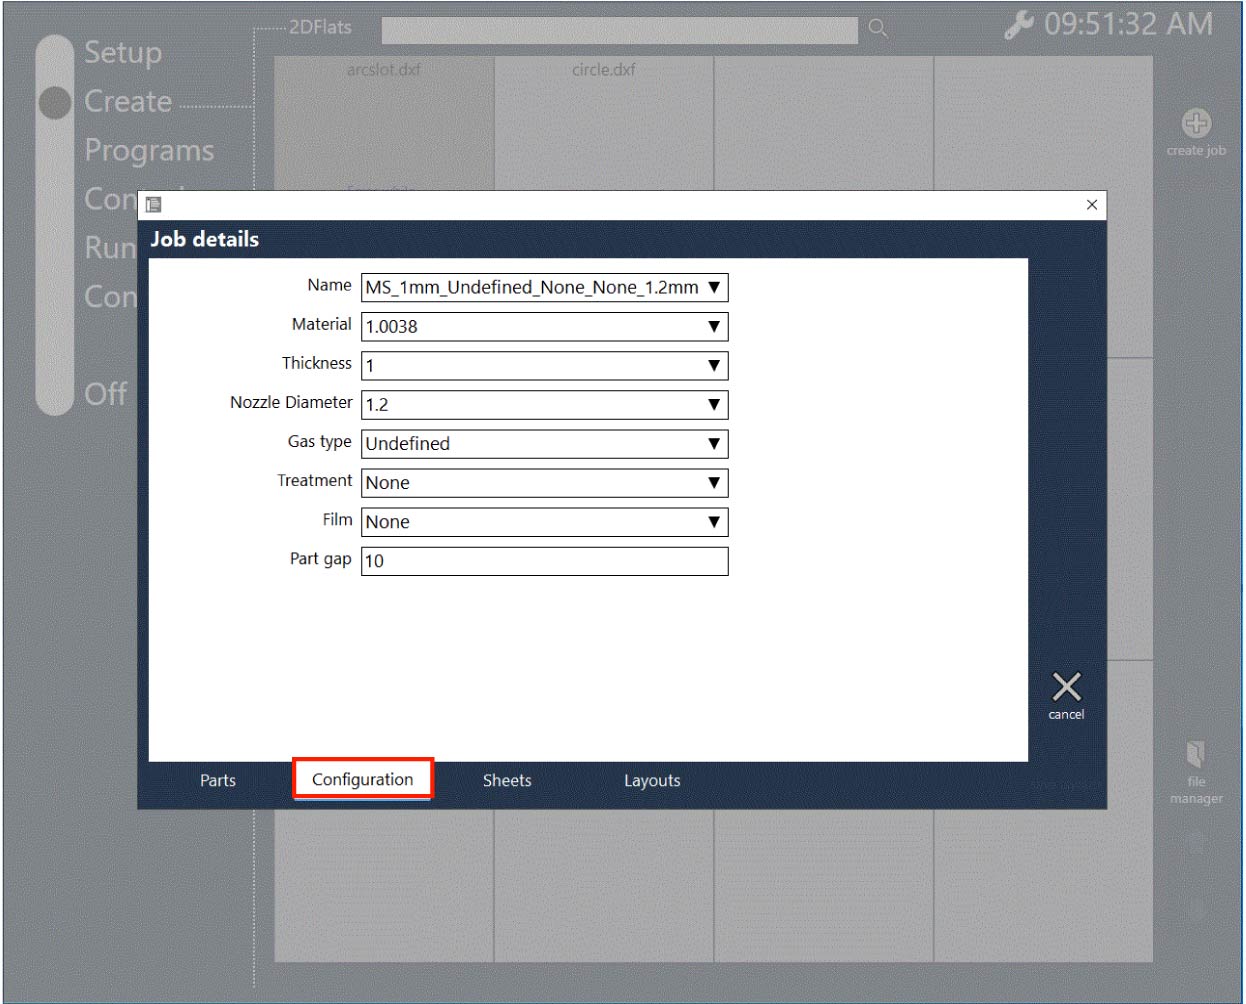 2DFlats
09:51:32 AM
Setup
Create
Programs
Run
Off
arcslot.dxf
circle.dxf
create job
Job details
Name MS_1mm_Undefined_None_None_1.2mm
Material 1.0038
Thickness 1
Nozzle Diameter 1.2
Gas type Undefined
Treatment None
Film None
Part gap 10
cancel
Parts Configuration Sheets Layouts
file
manager